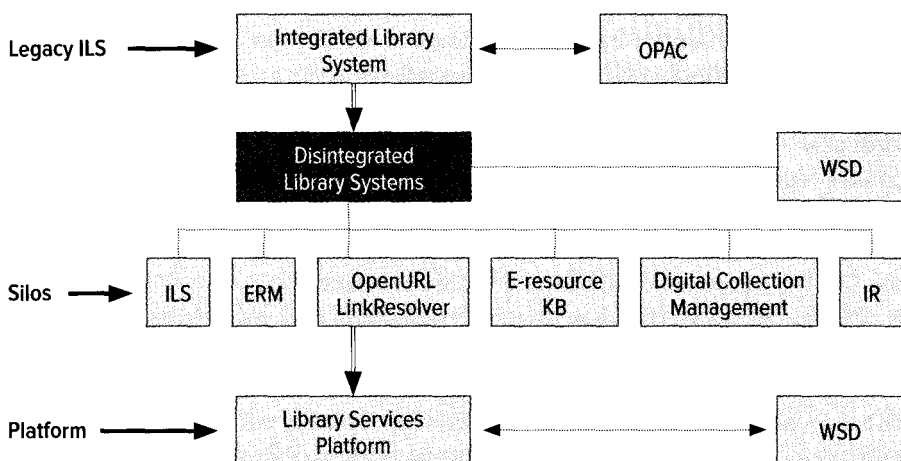 Legacy ILS
Integrated Library
System
OPAC
Disintegrated
Library Systems
WSD
Silos
ILS
ERM
OpenURL
LinkResolver
E-resource
KB
Digital Collection
Management
IR
Platform
Library Services
Platform
WSD